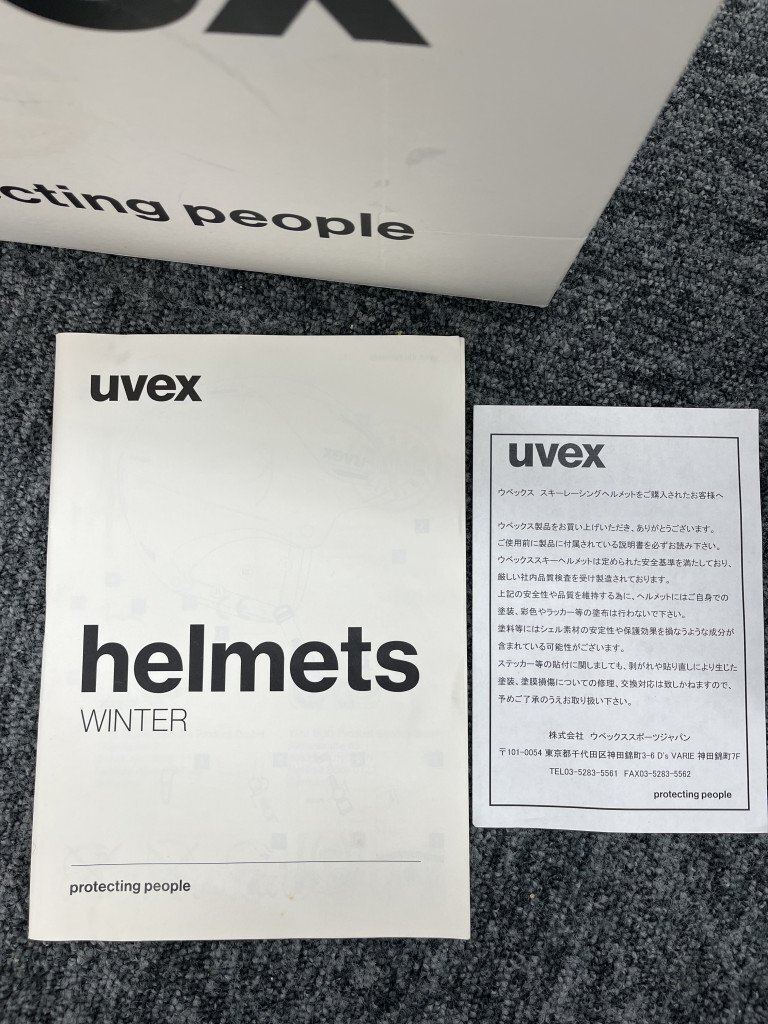 ex
cting people
uvex
helmets
WINTER
protecting people
uvex
ウベックス スキーレーシングヘルメットをご購入されたお客様へ
ウベックス製品をお買い上げいただき、ありがとうございます。
ご使用前に製品に付属されている説明書を必ずお読み下さい。
ウベックススキーヘルメットは定められた安全基準を満たしており、
厳しい社内品質検査を受け製造されております。
上記の安全性や品質を維持する為に、ヘルメットにはご自身での
塗装、彩色やラッカー等の塗布は行わないで下さい。
塗料等にはシェル素材の安定性や保護効果を損なうような成分が
含まれている可能性がございます。
ステッカー等の貼付に関しましても、剥がれや貼り直しにより生じた
塗装、塗膜損傷についての修理、交換対応は致しかねますので、
予めご了承のうえお取り扱い下さい。
株式会社 ウベックススポーツジャパン
〒101-0054 東京都千代田区神田錦町3-6 D's VARIE 神田錦町7F
TEL03-5283-5561 FAX03-5283-5562
protecting people